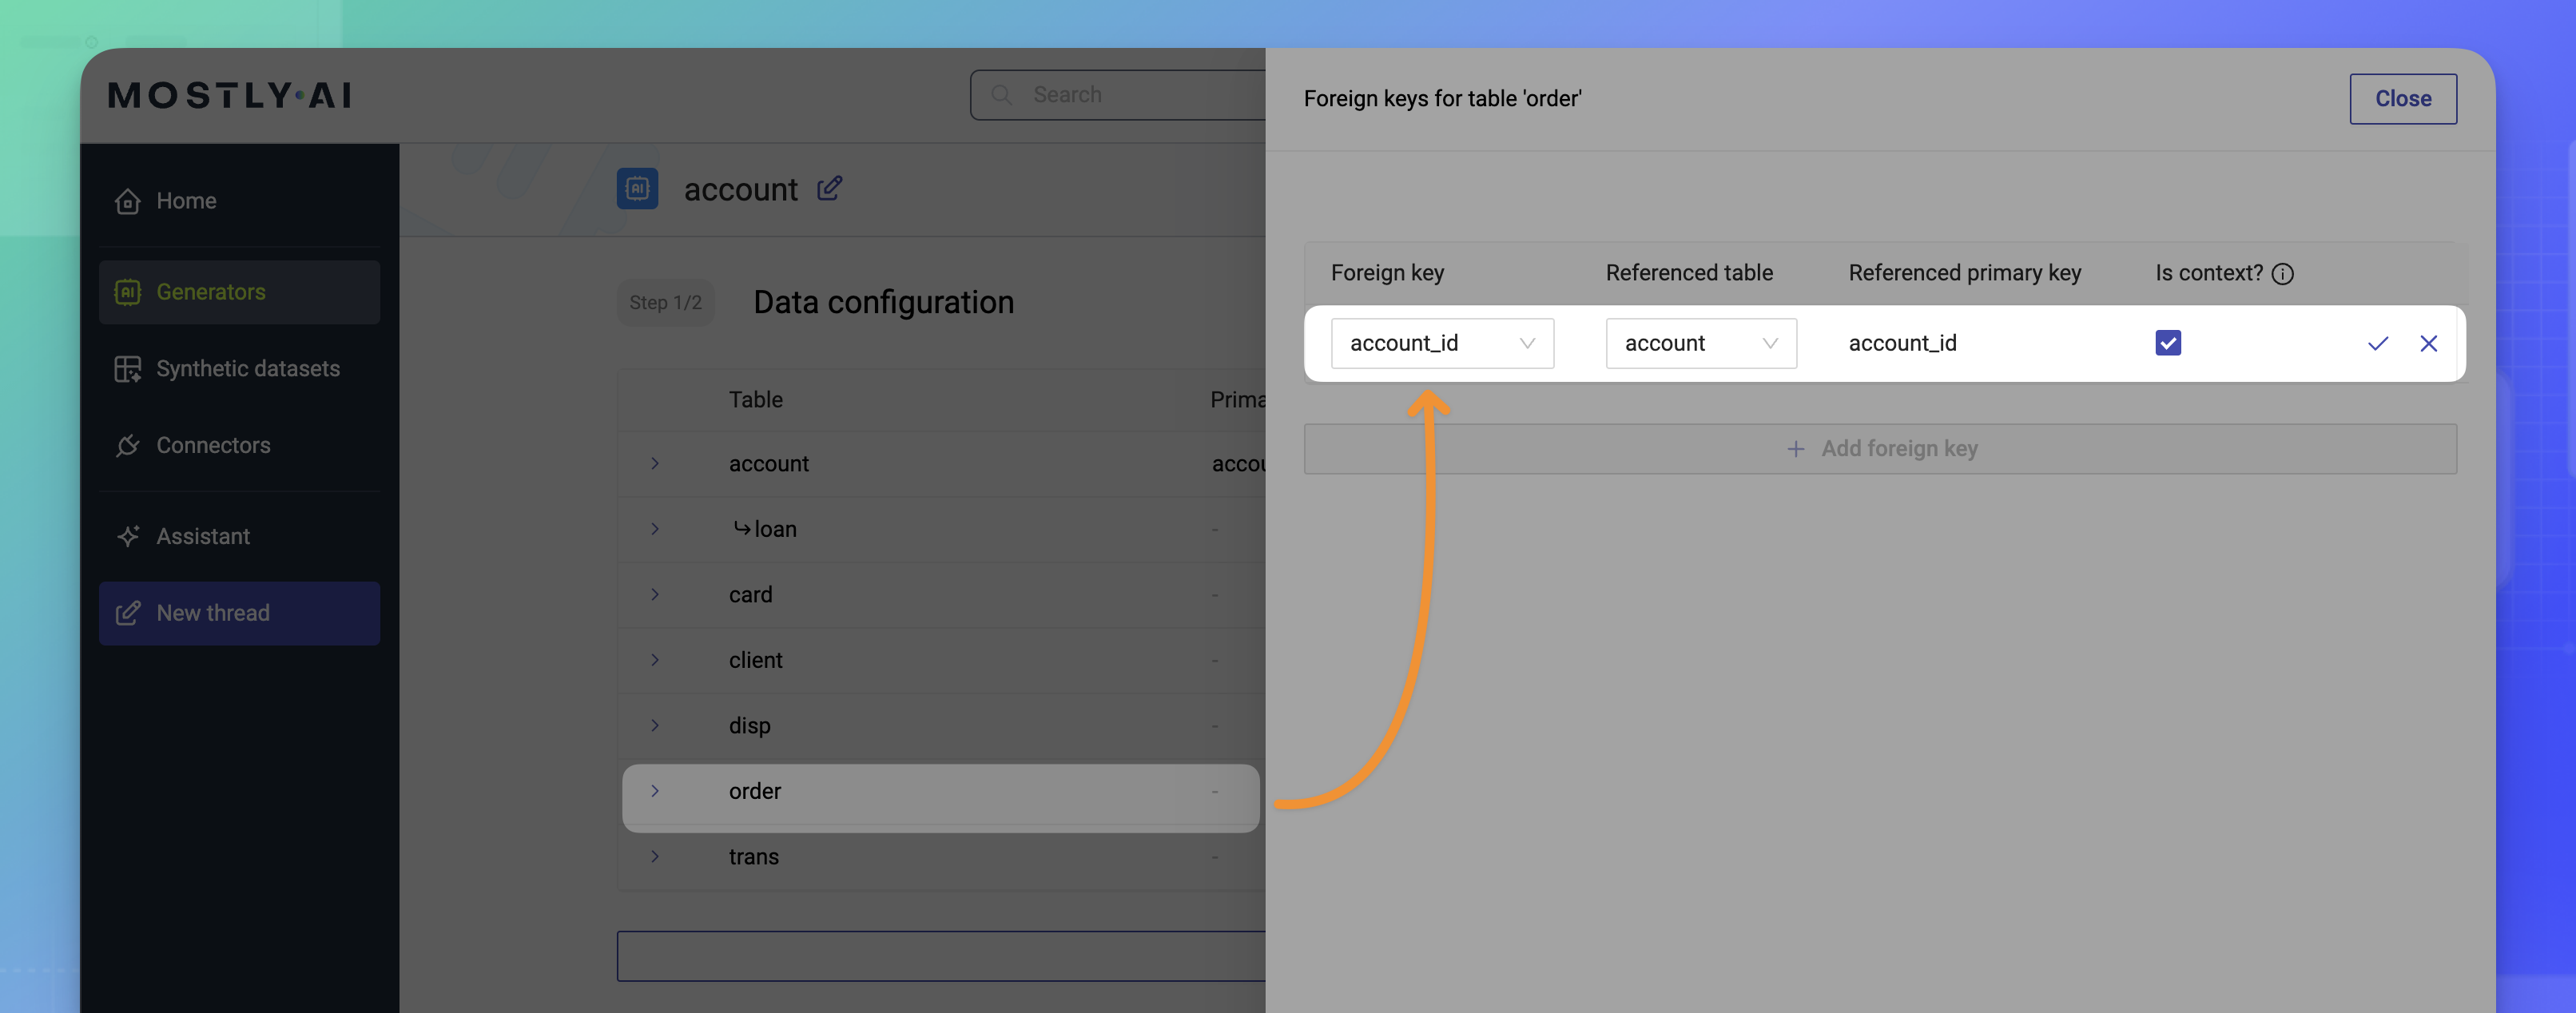 MOSTLY·AI
Search
Home
Generators
Synthetic datasets
Connectors
Assistant
New thread
account
Step 1/2
Data configuration
Table
account
loan
card
client
disp
order
trans
-
-
-
-
-
-
Foreign keys for table 'order'
Close
Foreign key Referenced table Referenced primary key Is context?
account_id account account_id
+ Add foreign key